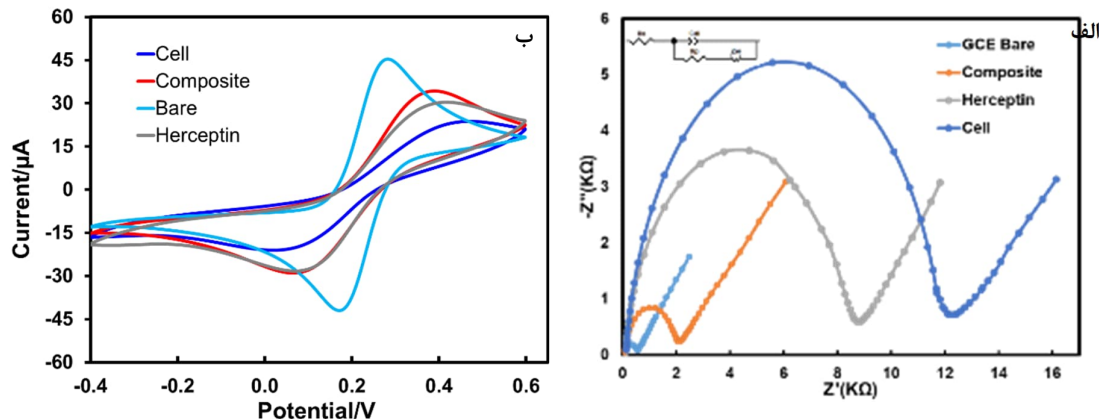 ب
60
45
30
15
0
-15
-30
-45
-60
Current/µA
Cell
Composite
Bare
Herceptin
-0.4
-0.2
0.0
0.2
0.4
0.6
Potential/V
الف
-6
5
4
3
2
1
0
-Z"(KΩ)
GCE Bare
Composite
Herceptin
Cell
0
2
4
6
8
10
12
14
16
Z'(KΩ)